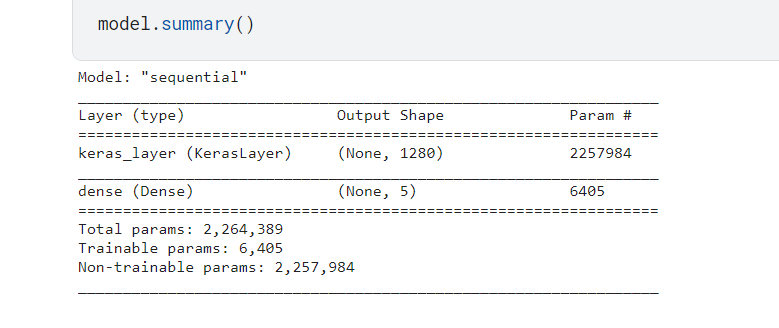 model.summary()
Model: "sequential"
_________________________________________________________________
Layer (type)                 Output Shape              Param #
=================================================================
keras_layer (KerasLayer)     (None, 1280)              2257984
_________________________________________________________________
dense (Dense)                (None, 5)                 6405
=================================================================
Total params: 2,264,389
Trainable params: 6,405
Non-trainable params: 2,257,984
_________________________________________________________________